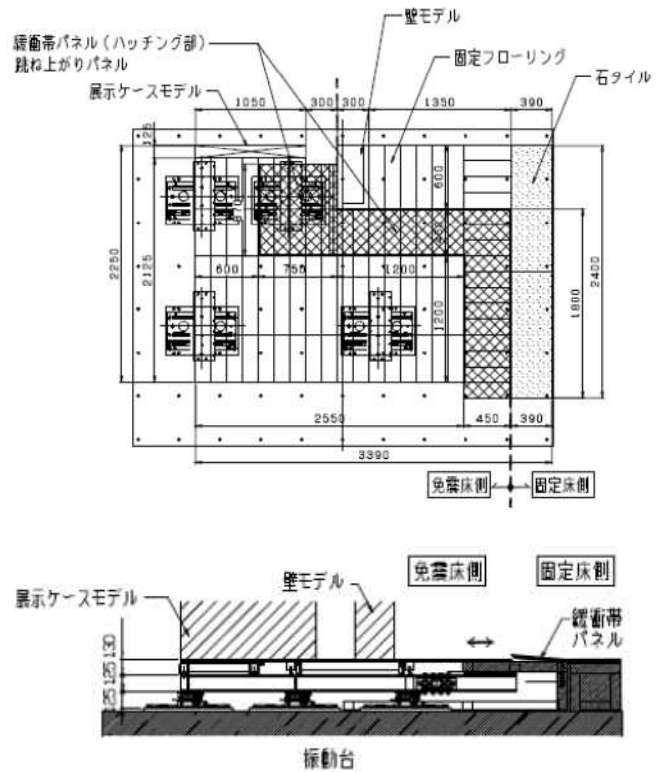 壁モデル
緩衝帯パネル(ハッチング部)
跳ね上がりパネル
固定フローリング
石タイル
展示ケースモデル
1050
300
300
1350
390
125
600
450
2250
2125
600
750
1200
1200
1800
2400
2550
450
390
3390
免震床側
固定床側
免震床側
固定床側
壁モデル
展示ケースモデル
緩衝帯
パネル
130
125
125
振動台